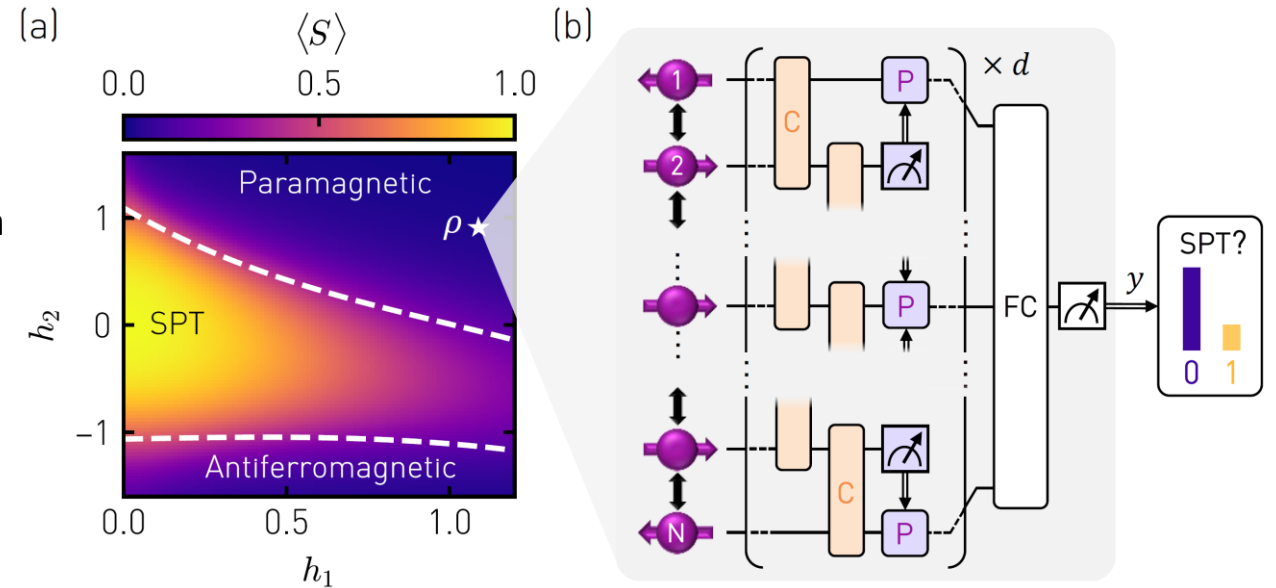 (a)
⟨S⟩
0.0 0.5 1.0
Paramagnetic
ρ
SPT
Antiferromagnetic
1
0
−1
h₂
0.0 0.5 1.0
h₁
(b)
1
2
N
C
P
× d
P
C
P
FC
y
SPT?
0 1